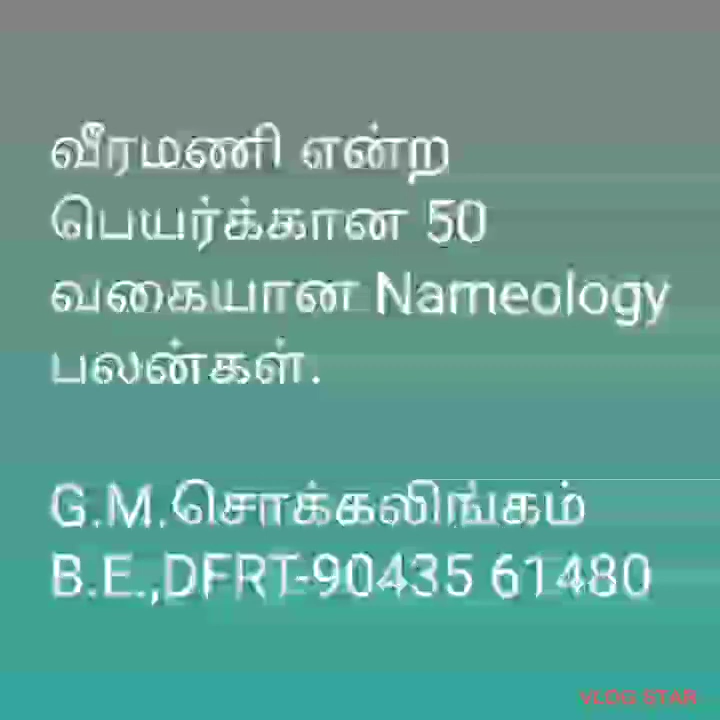 வீரமணி என்ற
பெயர்க்கான 50
வகையான Nameology
பலன்கள்.
G.M.சொக்கலிங்கம்
B.E.,DFRT-90435 61480
VLOG STAR